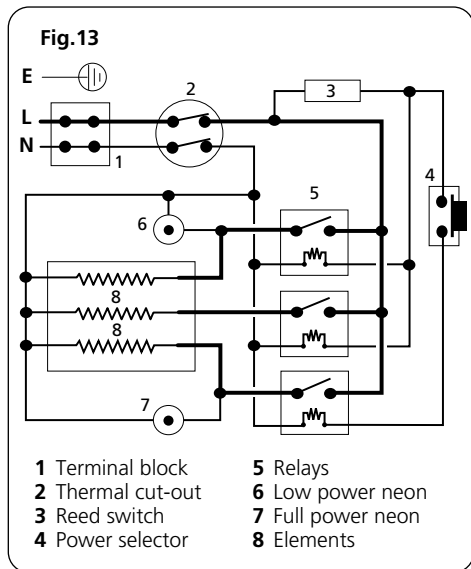 Fig.13
E
2
L
3
N
1
4
5
6
8
8
7
1 Terminal block
2 Thermal cut-out
3 Reed switch
4 Power selector
5 Relays
6 Low power neon
7 Full power neon
8 Elements